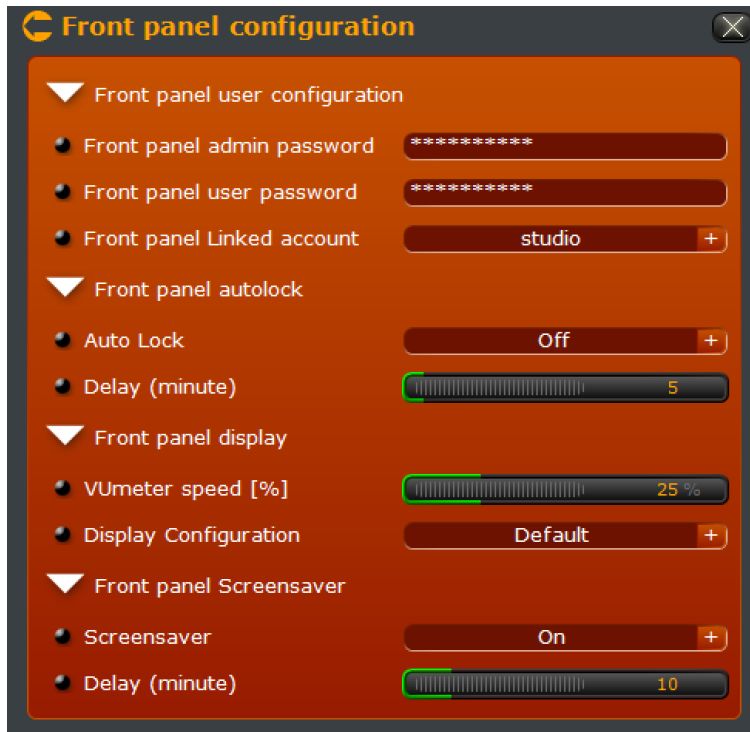 Front panel configuration
Front panel user configuration
Front panel admin password **********
Front panel user password **********
Front panel Linked account studio +
Front panel autolock
Auto Lock Off +
Delay (minute) 5
Front panel display
VUmeter speed [%] 25 %
Display Configuration Default +
Front panel Screensaver
Screensaver On +
Delay (minute) 10